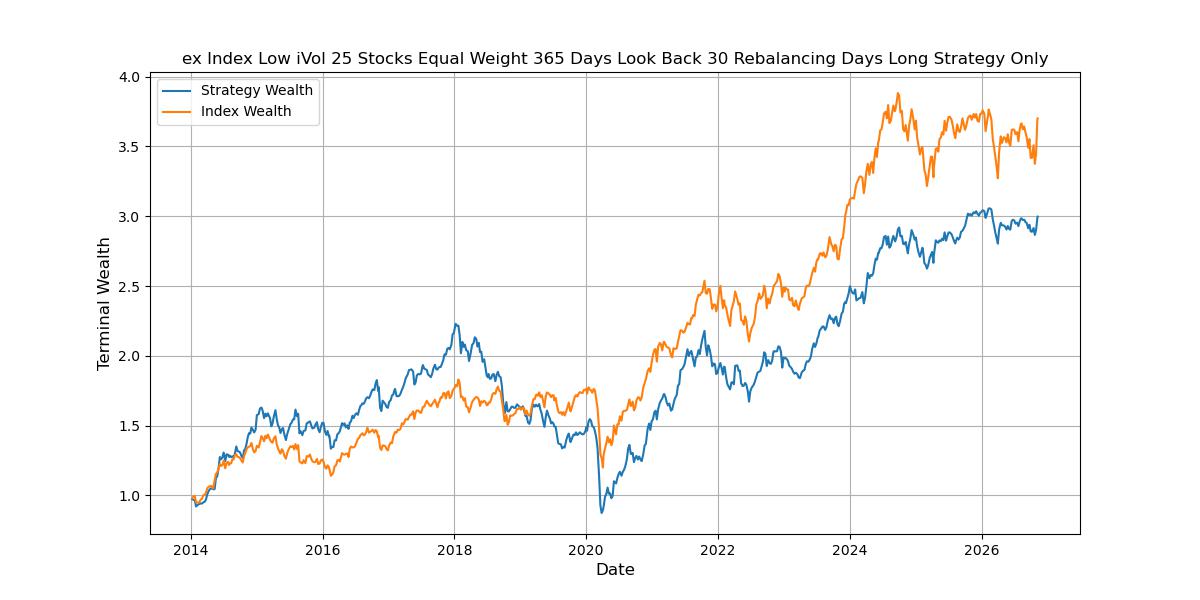 ex Index Low iVol 25 Stocks Equal Weight 365 Days Look Back 30 Rebalancing Days Long Strategy Only
Strategy Wealth
Index Wealth
Terminal Wealth
4.0
3.5
3.0
2.5
2.0
1.5
1.0
2014 2016 2018 2020 2022 2024 2026
Date